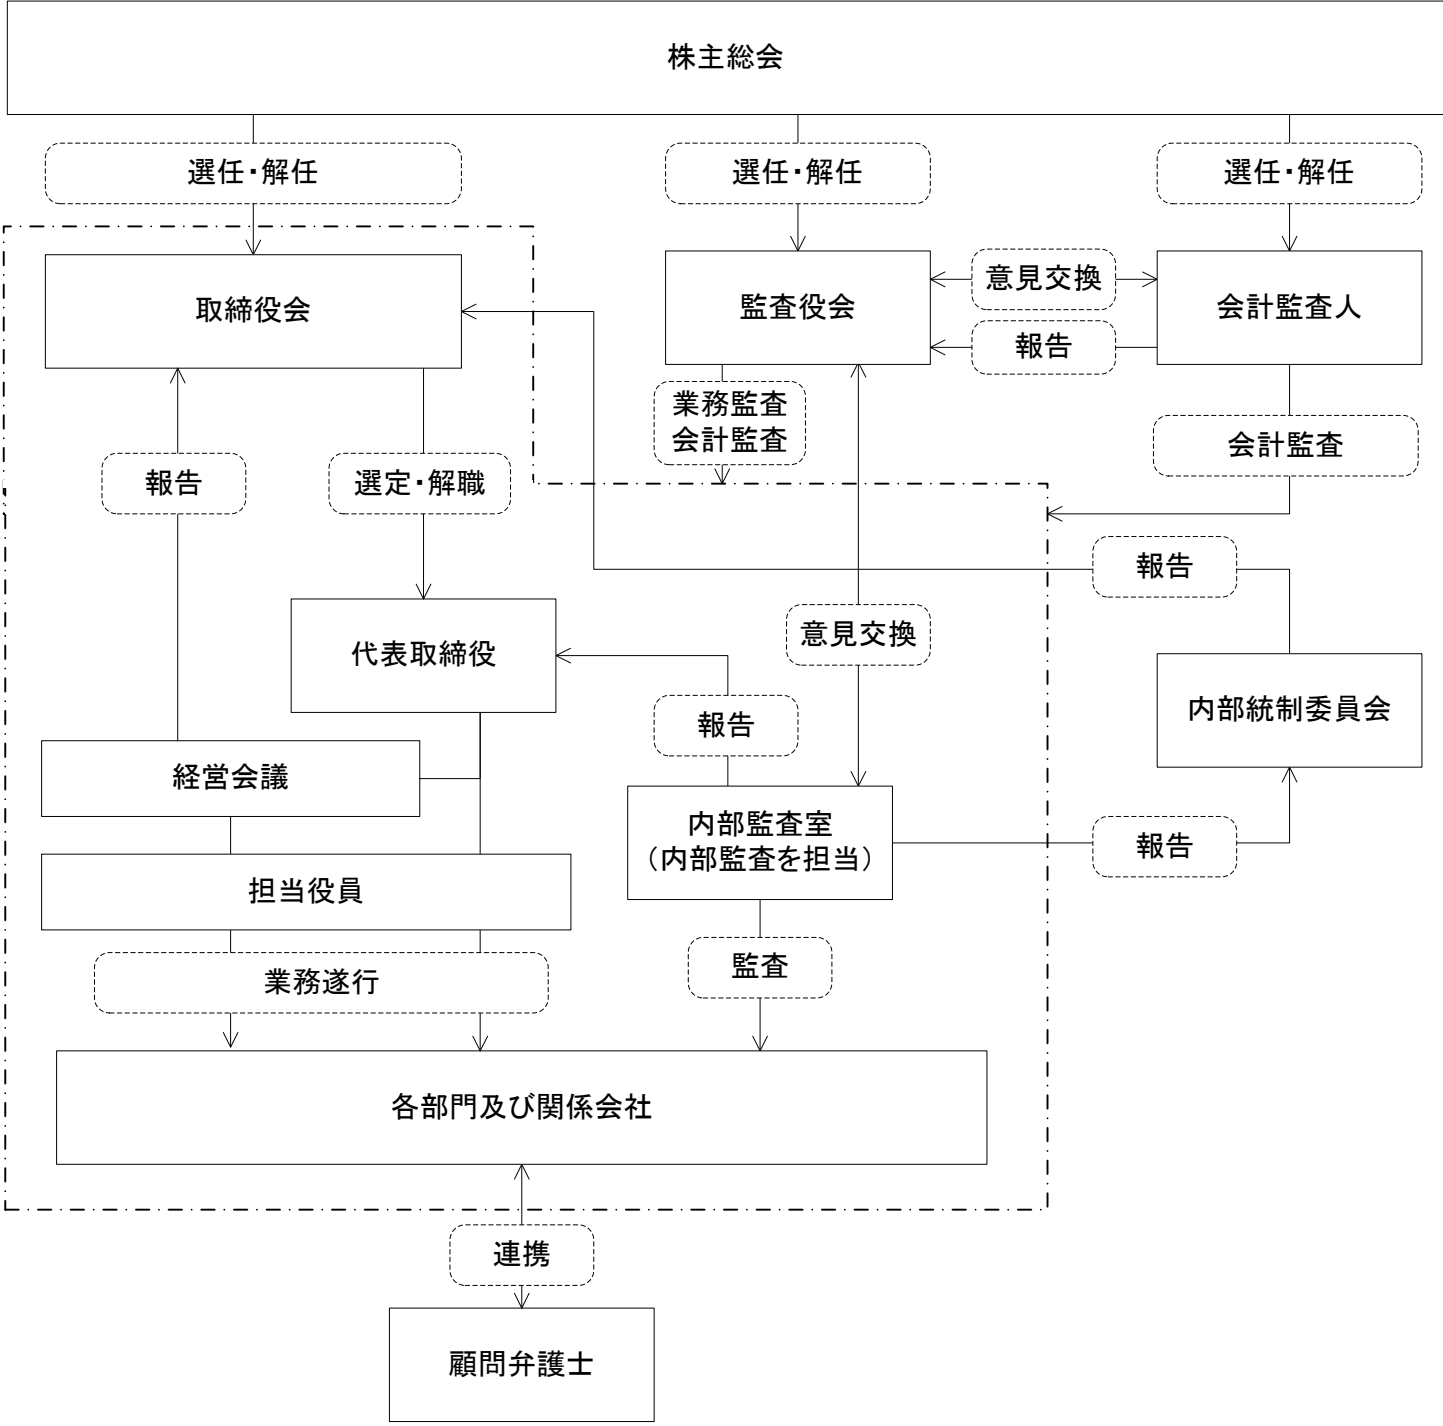 株主総会
選任・解任
選任・解任
選任・解任
取締役会
監査役会
意見交換
報告
会計監査人
業務監査
会計監査
会計監査
報告
選定・解職
報告
代表取締役
意見交換
報告
内部統制委員会
経営会議
内部監査室
（内部監査を担当）
報告
担当役員
業務遂行
監査
各部門及び関係会社
連携
顧問弁護士